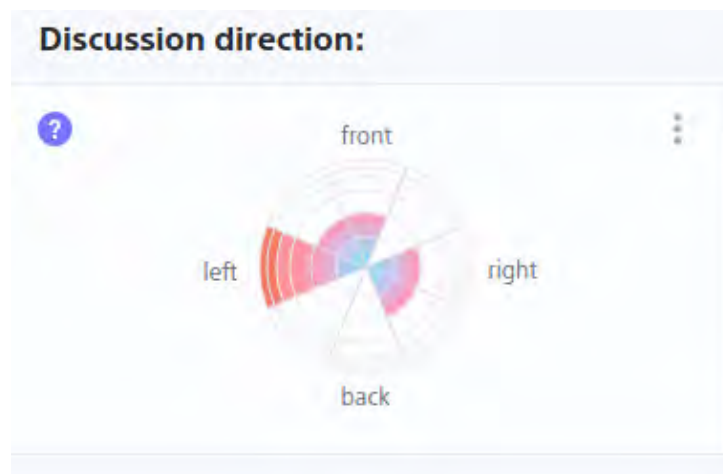 Discussion direction:
?
front
left
right
back